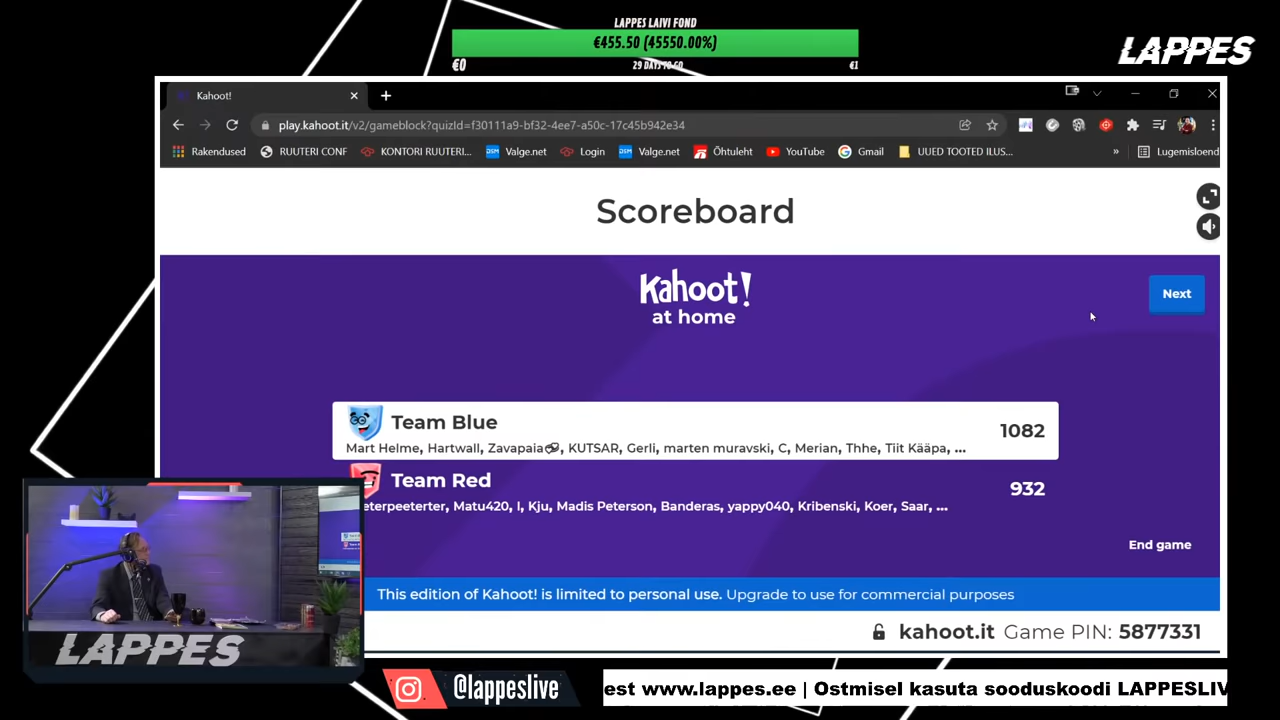 LAPPES LAIVI FOND
€455.50 (45550.00%)
€0
29 DAYS TO GO
€1
LAPPES
Kahoot!
play.kahoot.it/v2/gameblock?quizId=f30111a9-bf32-4ee7-a50c-17c45b942e34
Rakendused
RUUTERI CONF
KONTORI RUUTERI...
Valge.net
Login
Valge.net
Õhtuleht
YouTube
Gmail
UUED TOOTED ILUS...
»
Lugemisloend
Scoreboard
Kahoot!
at home
Next
Team Blue
1082
Mart Helme, Hartwall, Zavapaia, KUTSAR, Gerli, marten muravski, C, Merian, Thhe, Tiit Kääpa, ...
Team Red
932
eterpeeterter, Matu420, I, Kju, Madis Peterson, Banderas, yappy040, Kribenski, Koer, Saar, ...
End game
This edition of Kahoot! is limited to personal use. Upgrade to use for commercial purposes
kahoot.it Game PIN: 5877331
LAPPES
@lappeslive
est www.lappes.ee | Ostmisel kasuta sooduskoodi LAPPESLIV